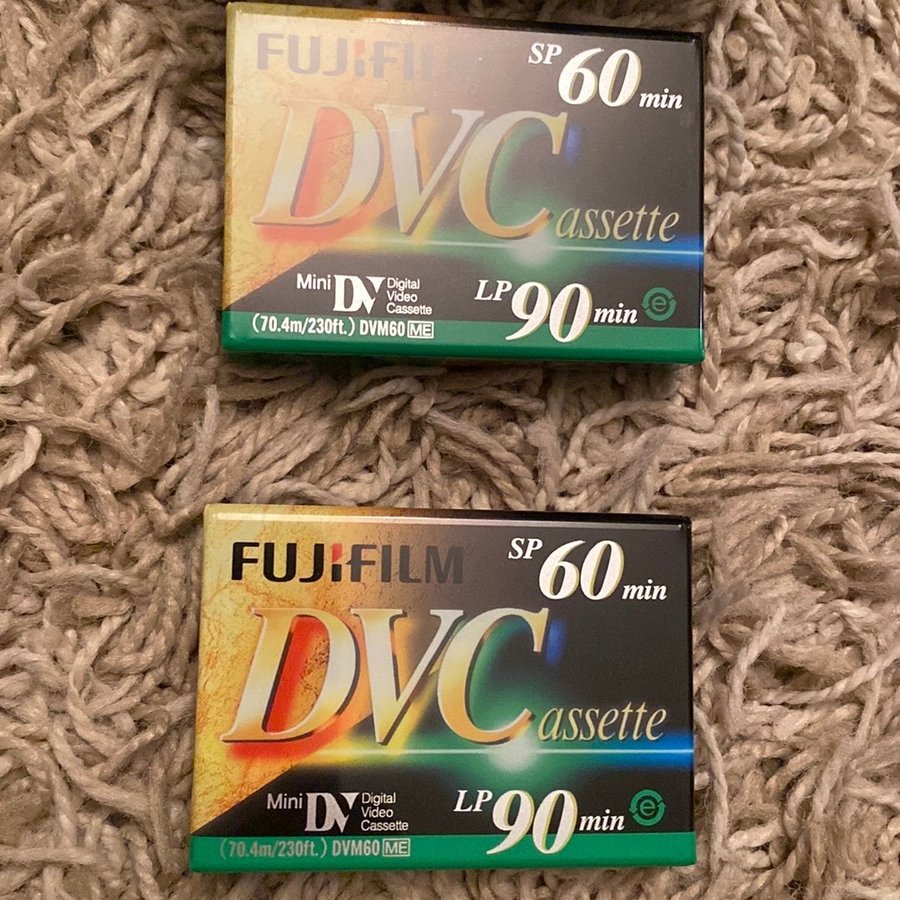 FUJIFILM
SP 60 min
DVCassette
Mini DV Digital Video Cassette
LP 90 min e
(70.4m/230ft.) DVM60 ME
FUJIFILM
SP 60 min
DVCassette
Mini DV Digital Video Cassette
LP 90 min e
(70.4m/230ft.) DVM60 ME